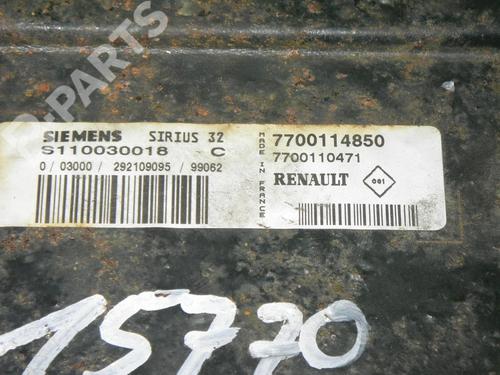 B-PARTS
SIEMENS SIRIUS 32
S110030018 C
0 / 03000 / 292109095 / 99062
MADE IN FRANCE
7700114850
7700110471
RENAULT 001
15770